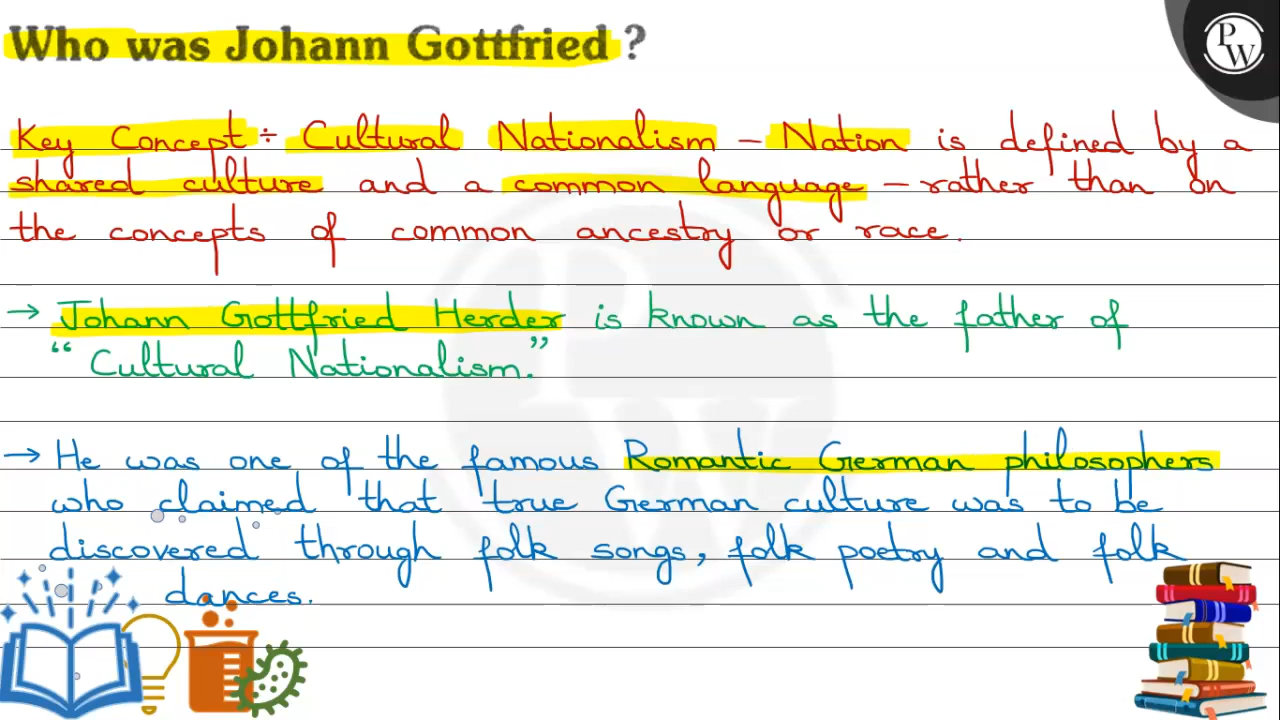 Who was Johann Gottfried ?
PW
Key Concept ÷ Cultural Nationalism – Nation is defined by a
shared culture and a common language – rather than on
the concepts of common ancestry or race.
→ Johann Gottfried Herder is known as the father of
“ Cultural Nationalism.”
→ He was one of the famous Romantic German philosophers
who claimed that true German culture was to be
discovered through folk songs, folk poetry and folk
dances.